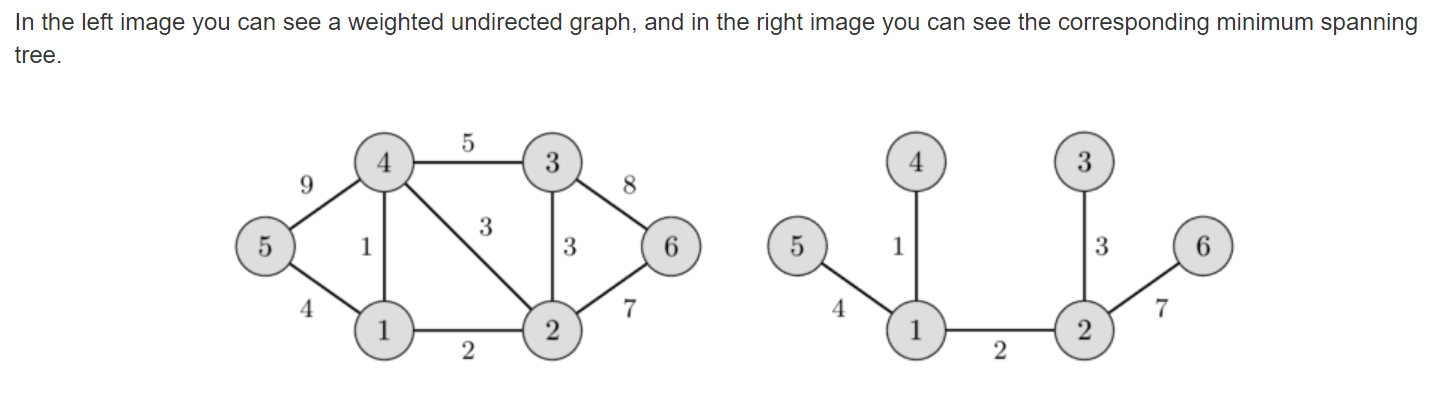 In the left image you can see a weighted undirected graph, and in the right image you can see the corresponding minimum spanning
tree.
5
4 3 4 3
9 8
3
5 1 3 6 5 1 3 6
4 7 4 7
1 2 1 2
2 2